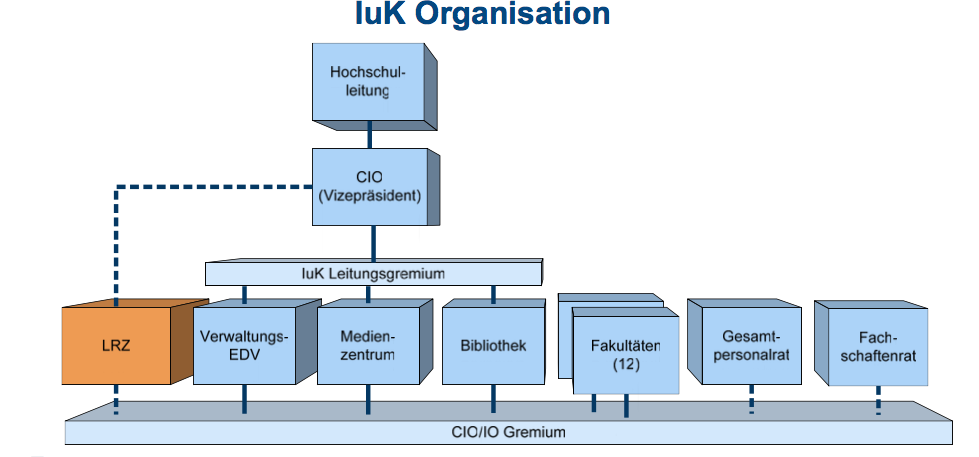 IuK Organisation
Hochschul-
leitung
CIO
(Vizepräsident)
IuK Leitungsgremium
LRZ
Verwaltungs-
EDV
Medien-
zentrum
Bibliothek
Fakultäten
(12)
Gesamt-
personalrat
Fach-
schaftenrat
CIO/IO Gremium